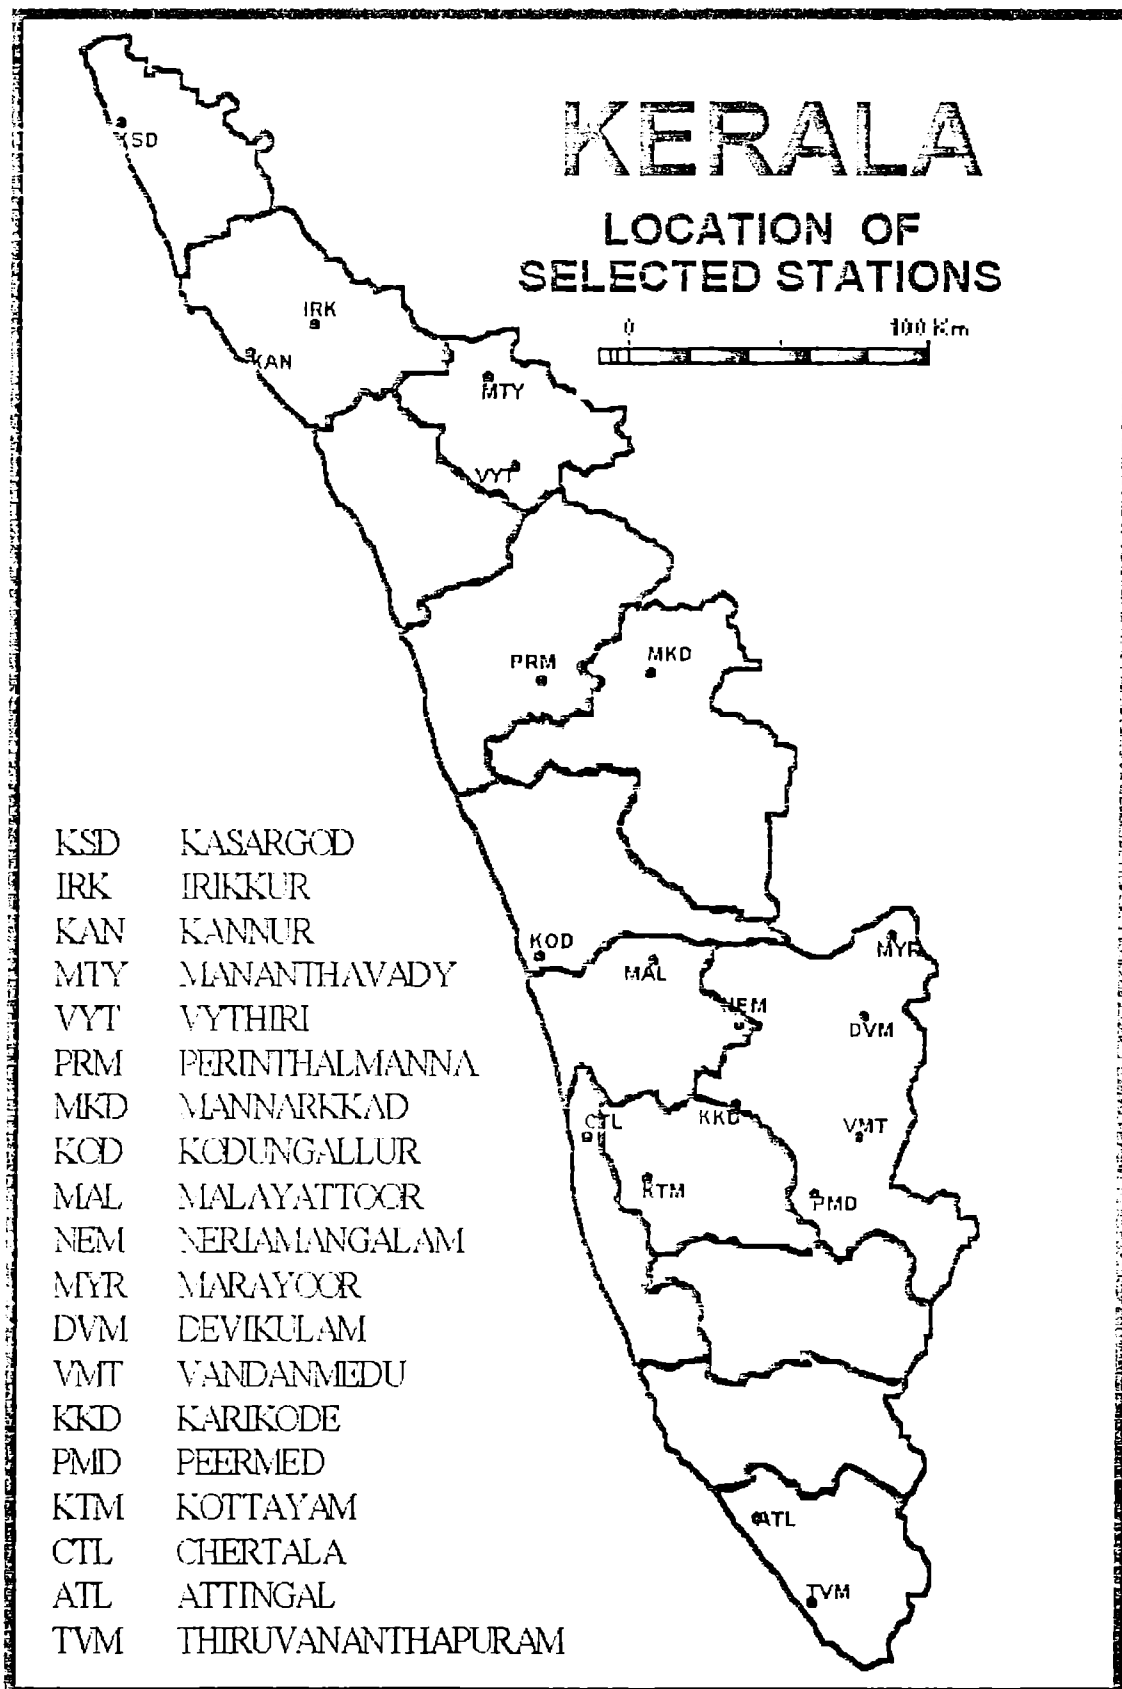 KERALA
LOCATION OF
SELECTED STATIONS
0 100 Km
KSD
IRK
KAN
MTY
VYT
PRM
MKD
KOD
MAL
NEM
MYR
DVM
CTL
KKD
VMT
KTM
PMD
ATL
TVM
KSD KASARGOD
IRK IRIKKUR
KAN KANNUR
MTY MANANTHAVADY
VYT VYTHIRI
PRM PERINTHALMANNA
MKD MANNARKKAD
KOD KODUNGALLUR
MAL MALAYATTOOR
NEM NERIAMANGALAM
MYR MARAYOOR
DVM DEVIKULAM
VMT VANDANMEDU
KKD KARIKODE
PMD PEERMED
KTM KOTTAYAM
CTL CHERTALA
ATL ATTINGAL
TVM THIRUVANANTHAPURAM